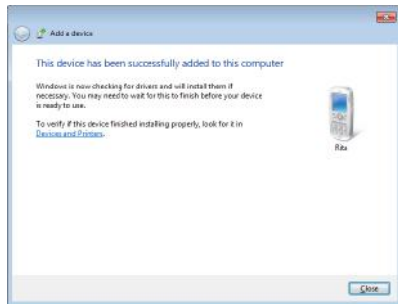 Add a device
This device has been successfully added to this computer
Windows is now checking for drivers and will install them if
necessary. You may need to wait for this to finish before your device
is ready to use.
To verify if this device finished installing properly, look for it in
Devices and Printers.
Rita
Close